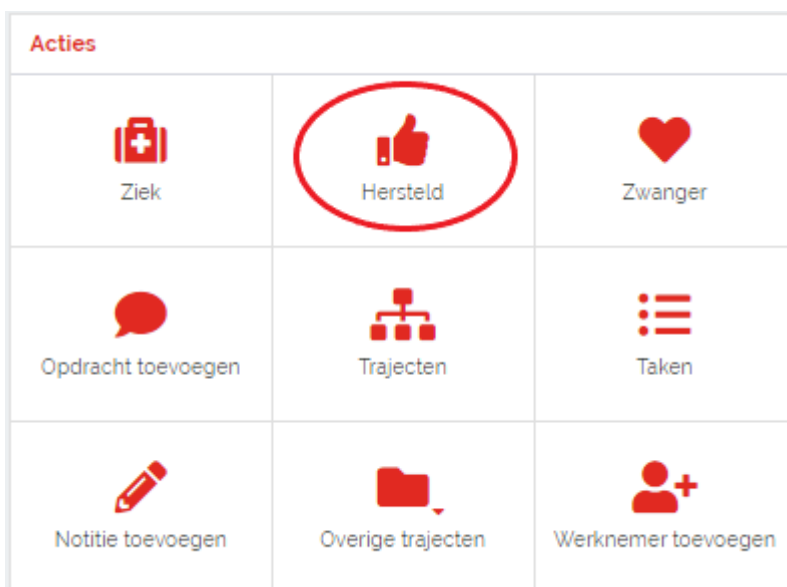 Acties
Ziek
Hersteld
Zwanger
Opdracht toevoegen
Trajecten
Taken
Notitie toevoegen
Overige trajecten
Werknemer toevoegen